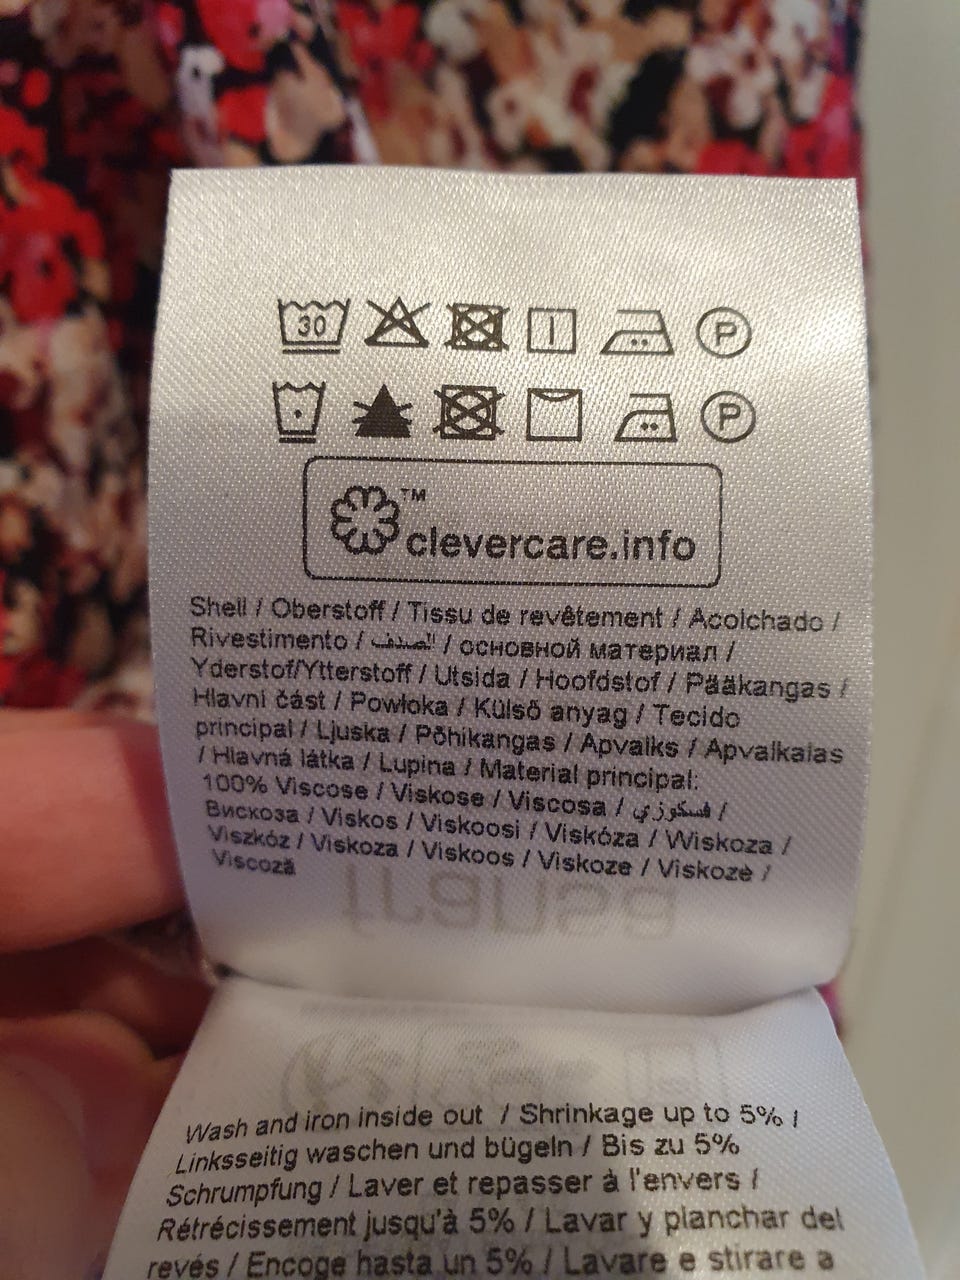 30 P
P
TM
clevercare.info
Shell / Oberstoff / Tissu de revêtement / Acolchado /
Rivestimento / الصدف / основной материал /
Yderstof/Ytterstoff / Utsida / Hoofdstof / Pääkangas /
Hlavní část / Powłoka / Külső anyag / Tecido
principal / Ljuska / Põhikangas / Apvalks / Apvalkalas
/ Hlavná látka / Lupina / Material principal:
100% Viscose / Viskose / Viscosa / فسكوزي /
Вискоза / Viskos / Viskoosi / Viskóza / Wiskoza /
Viszkóz / Viskoza / Viskoos / Viskoze / Viskozė /
Viscoză
Wash and iron inside out / Shrinkage up to 5% /
Linksseitig waschen und bügeln / Bis zu 5%
Schrumpfung / Laver et repasser à l'envers /
Rétrécissement jusqu'à 5% / Lavar y planchar del
revés / Encoge hasta un 5% / Lavare e stirare a